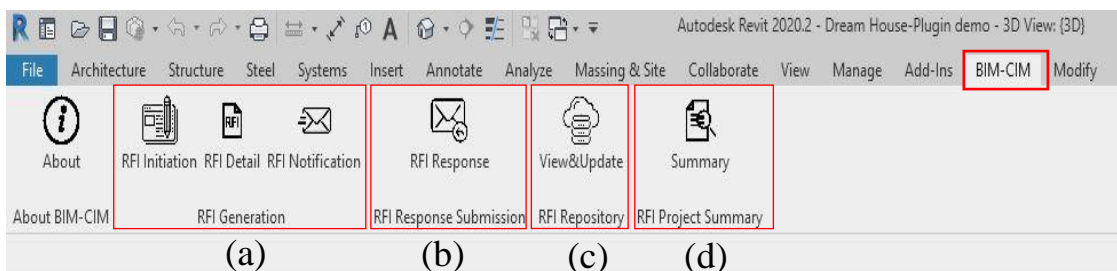 Autodesk Revit 2020.2 - Dream House-Plugin demo - 3D View: {3D}
File Architecture Structure Steel Systems Insert Annotate Analyze Massing & Site Collaborate View Manage Add-Ins BIM-CIM Modify
About RFI Initiation RFI Detail RFI Notification RFI Response View&Update Summary
About BIM-CIM RFI Generation RFI Response Submission RFI Repository RFI Project Summary
(a) (b) (c) (d)